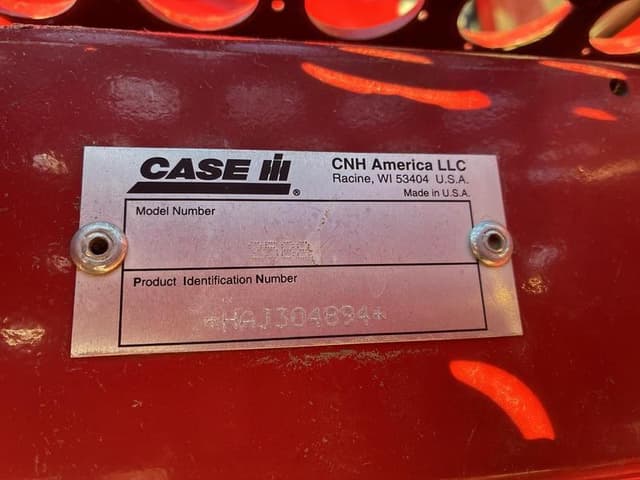 CASE IH®
CNH America LLC
Racine, WI 53404 U.S.A.
Made in U.S.A.
Model Number
Product Identification Number
*HAJ304894*